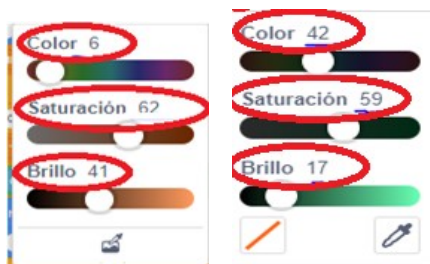 Color 6
Saturación 62
Brillo 41
Color 42
Saturación 59
Brillo 17